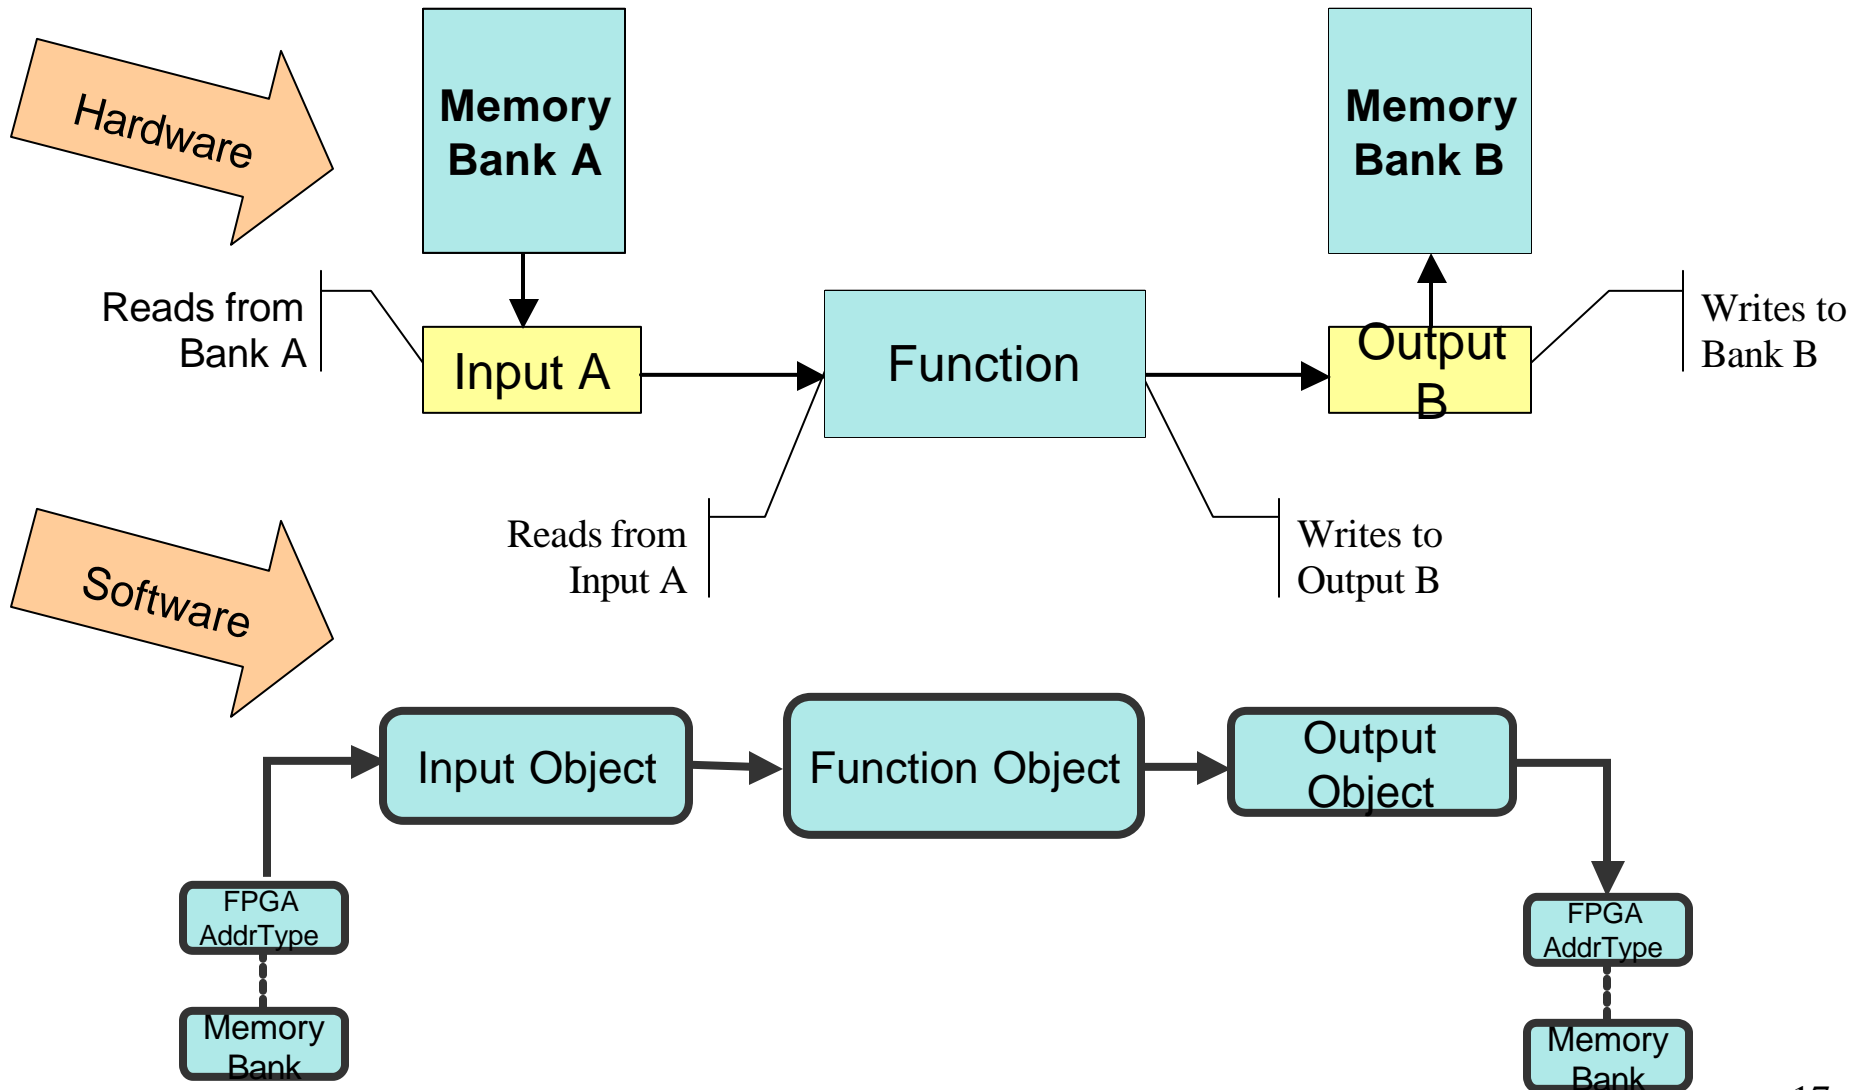 Hardware
Memory
Bank A
Memory
Bank B
Reads from
Bank A
Input A
Function
Output
B
Writes to
Bank B
Reads from
Input A
Writes to
Output B
Software
Input Object
Function Object
Output
Object
FPGA
AddrType
Memory
Bank
FPGA
AddrType
Memory
Bank